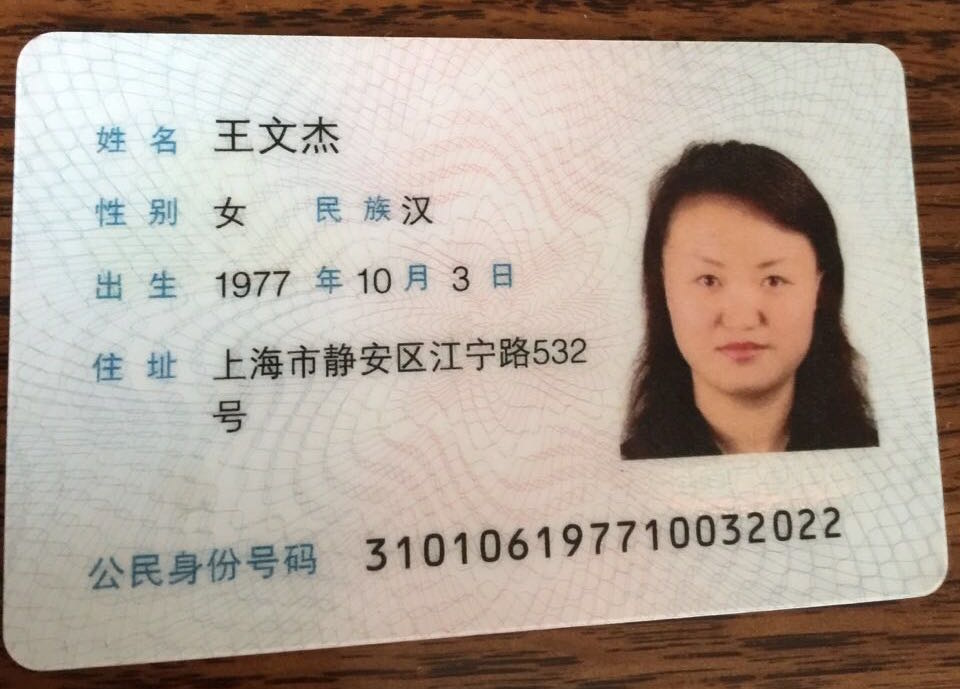 姓名 王文杰
性别 女 民族 汉
出生 1977 年 10 月 3 日
住址 上海市静安区江宁路532
号
公民身份号码 310106197710032022